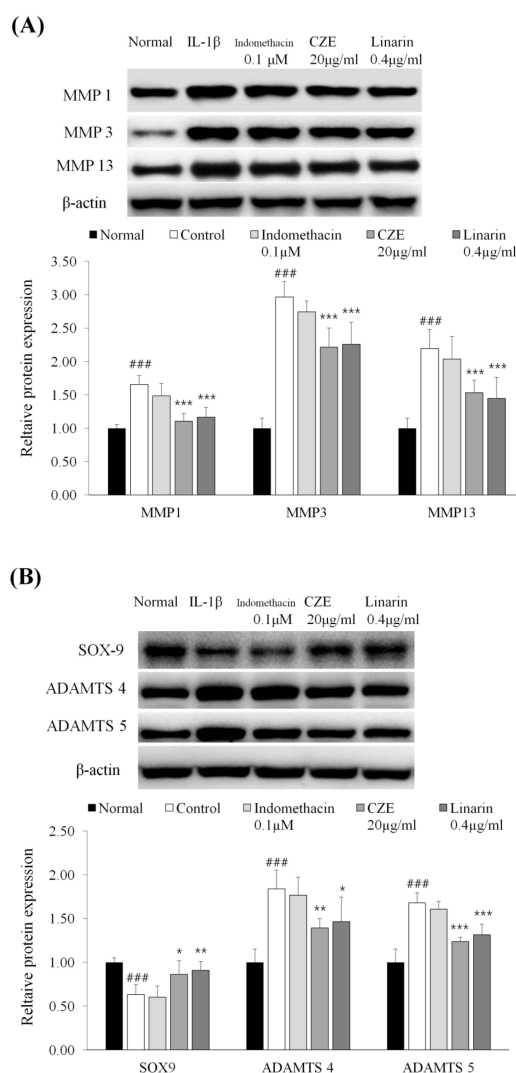 (A)
Normal IL-1β Indomethacin CZE Linarin
0.1 μM 20μg/ml 0.4μg/ml
MMP 1
MMP 3
MMP 13
β-actin
Normal Control Indomethacin CZE Linarin
0.1μM 20μg/ml 0.4μg/ml
Reltaive protein expression
3.50
3.00
2.50
2.00
1.50
1.00
0.50
0.00
### *** ***
### *** ***
### *** ***
MMP1 MMP3 MMP13
(B)
Normal IL-1β Indomethacin CZE Linarin
0.1μM 20μg/ml 0.4μg/ml
SOX-9
ADAMTS 4
ADAMTS 5
β-actin
Normal Control Indomethacin CZE Linarin
0.1μM 20μg/ml 0.4μg/ml
Reltaive protein expression
2.50
2.00
1.50
1.00
0.50
0.00
### * **
### ** *
### *** ***
SOX9 ADAMTS 4 ADAMTS 5